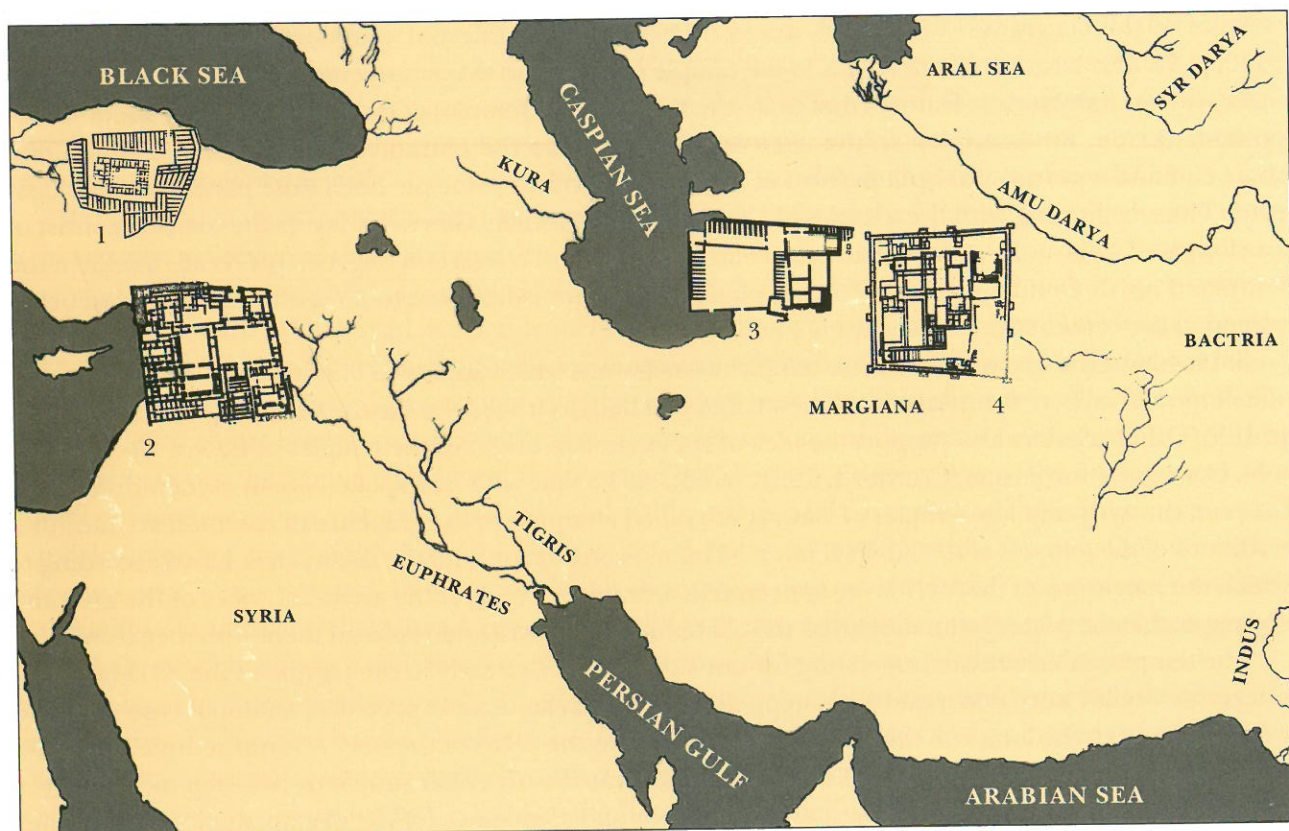 BLACK SEA
ARAL SEA
SYR DARYA
CASPIAN SEA
KURA
AMU DARYA
1
3
BACTRIA
MARGIANA
4
2
TIGRIS
EUPHRATES
SYRIA
INDUS
PERSIAN GULF
ARABIAN SEA